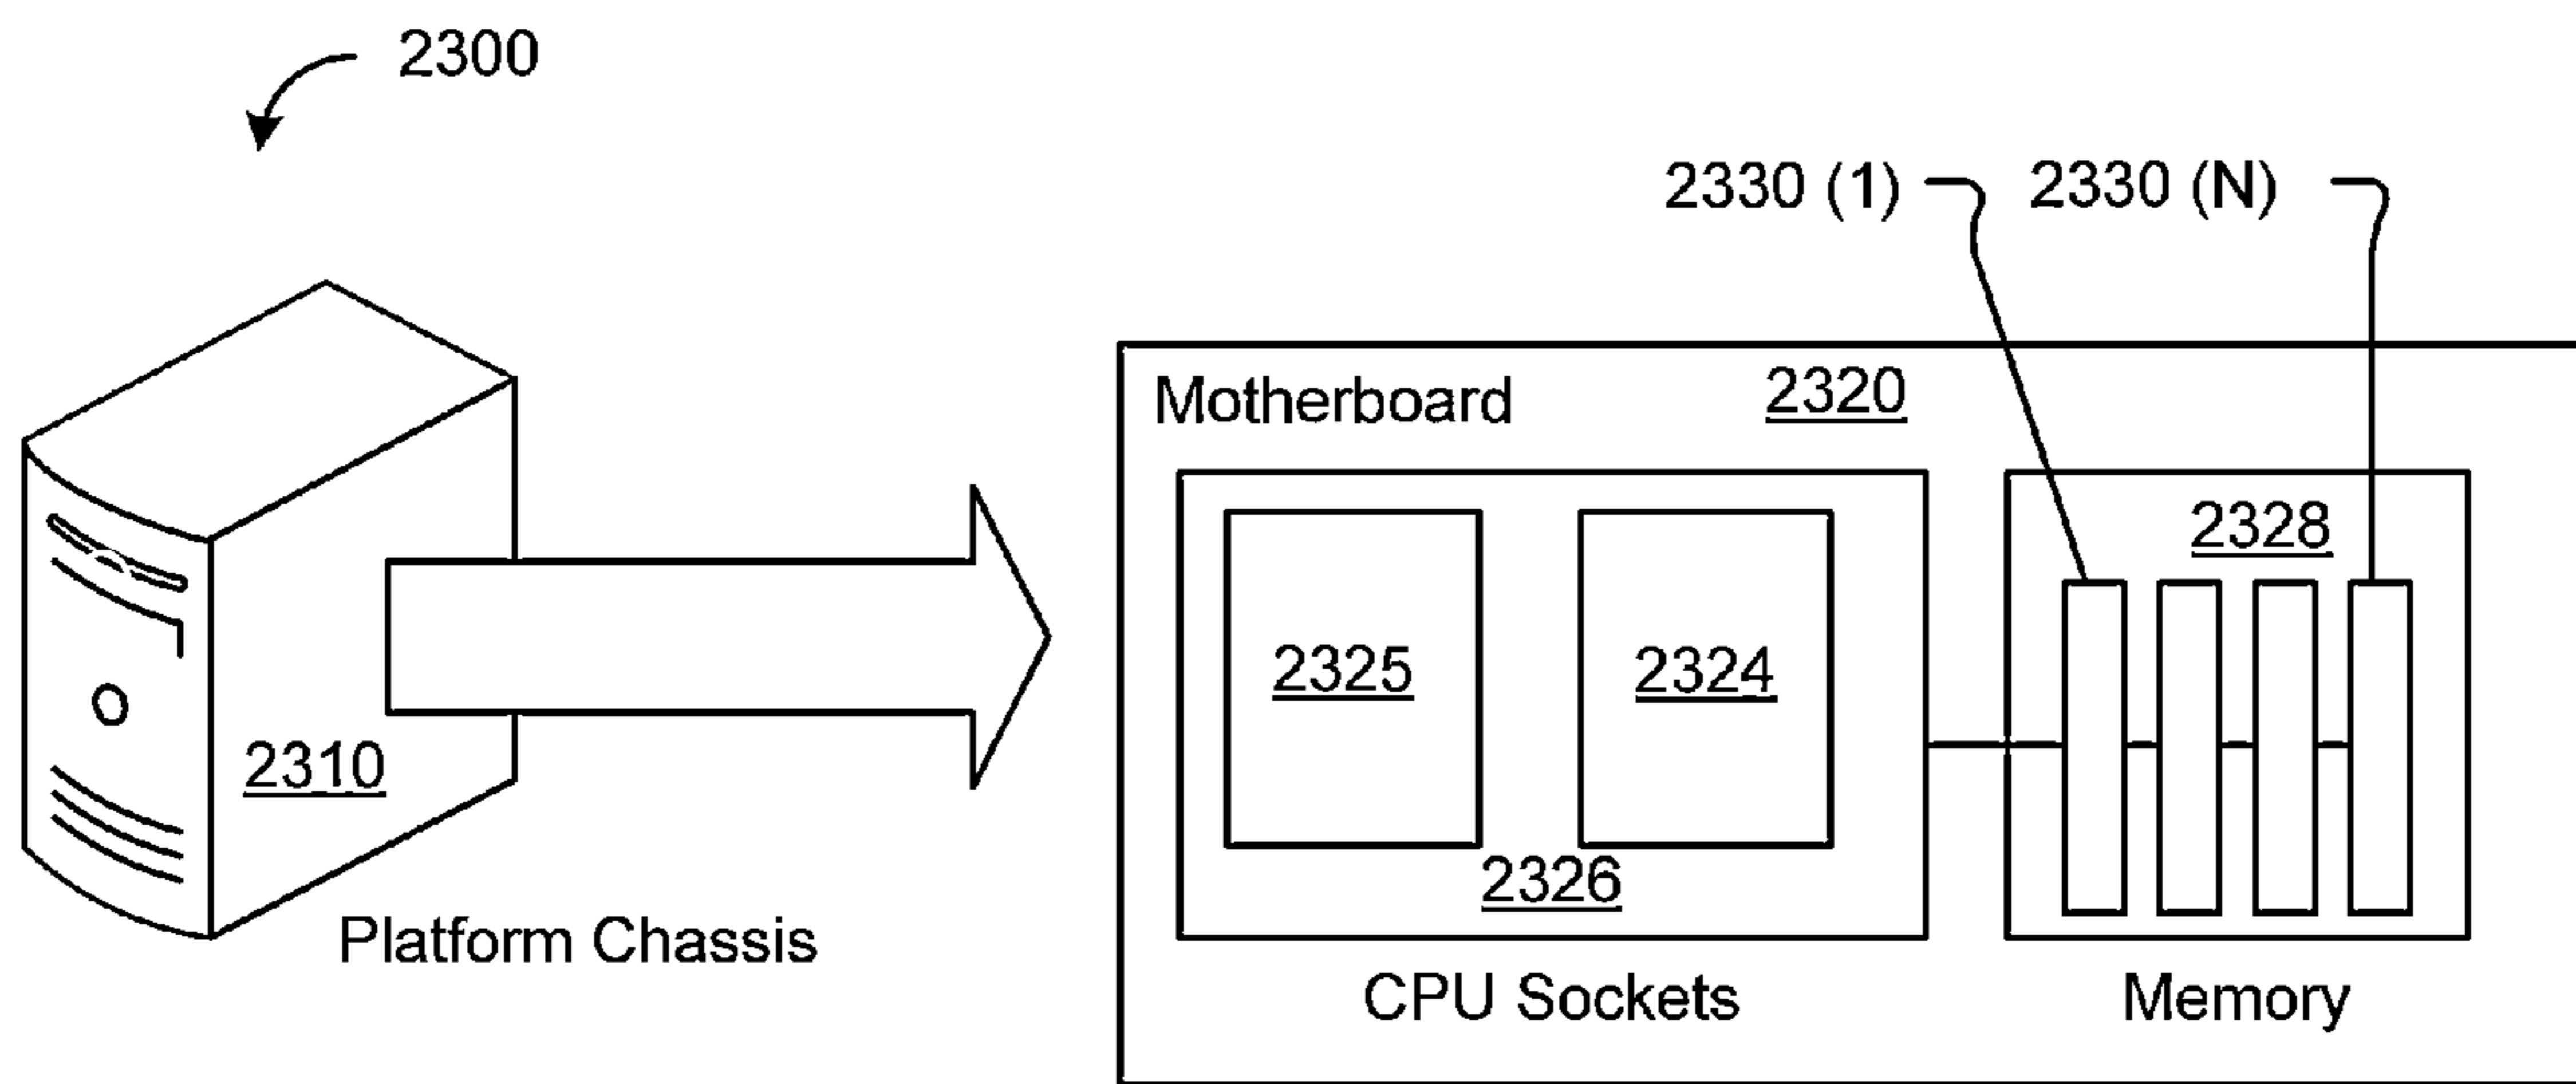 2300
2330 (1)
2330 (N)
Motherboard
2320
2328
2325
2324
2310
2326
Platform Chassis
CPU Sockets
Memory